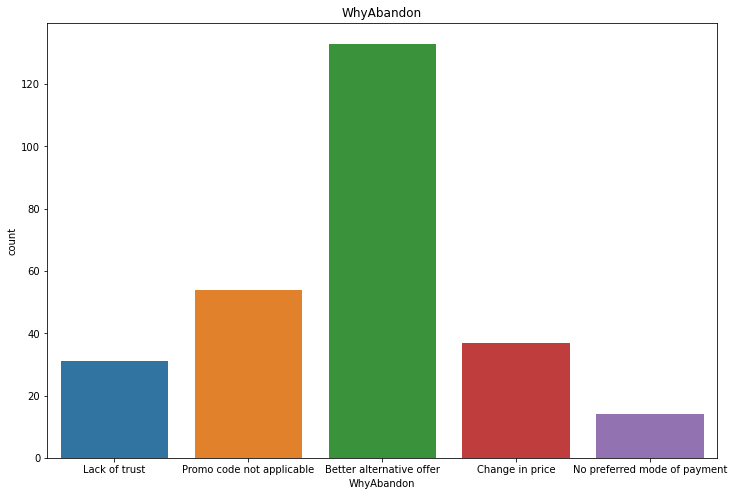 WhyAbandon
count
120
100
80
60
40
20
0
Lack of trust Promo code not applicable Better alternative offer Change in price No preferred mode of payment
WhyAbandon